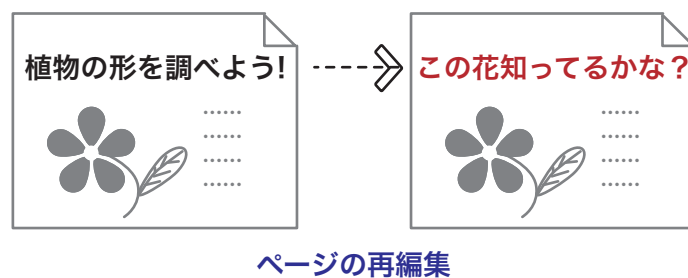 植物の形を調べよう!
この花知ってるかな？
ページの再編集